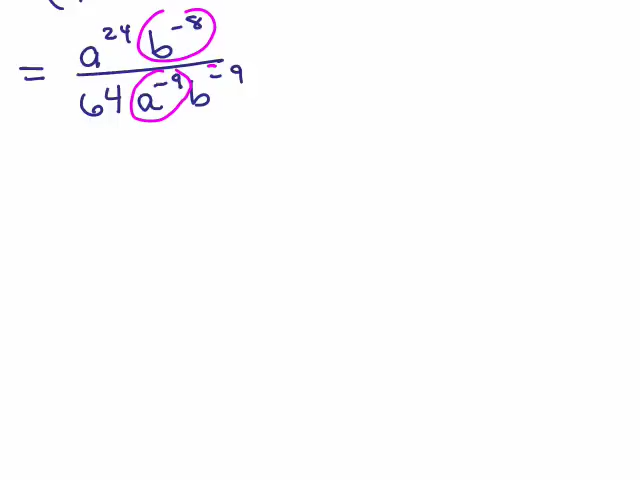 = a^24 b^-8 / 64 a^-9 b^-9